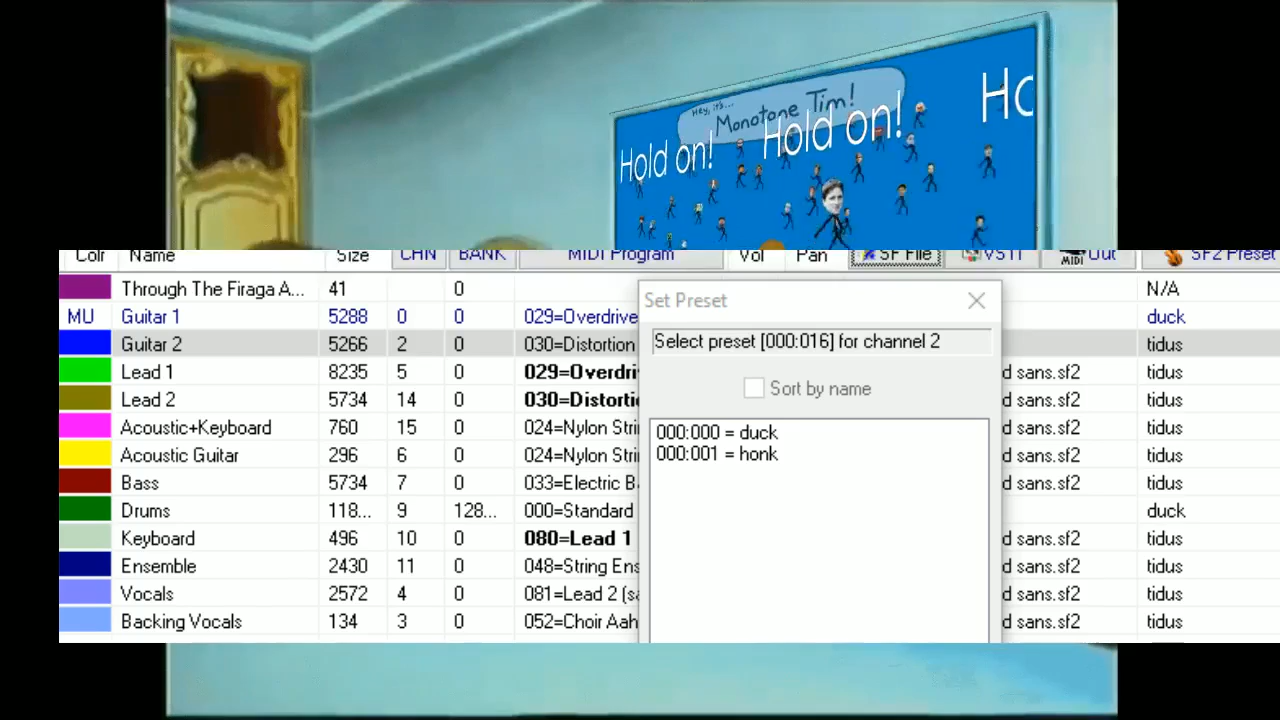 Hey, it's...
Monotone Tim!
Hold on! Hold on!
Colr Name Size CHN BANK MIDI Program Vol Pan SF File VSTi MIDI Out SF2 Preset
Through The Firaga A... 41 0 N/A
MU Guitar 1 5288 0 0 029=Overdrive duck
Guitar 2 5266 2 0 030=Distortion tidus
Lead 1 8235 5 0 029=Overdri d sans.sf2 tidus
Lead 2 5734 14 0 030=Distorti d sans.sf2 tidus
Acoustic+Keyboard 760 15 0 024=Nylon Stri d sans.sf2 tidus
Acoustic Guitar 296 6 0 024=Nylon Stri d sans.sf2 tidus
Bass 5734 7 0 033=Electric B d sans.sf2 tidus
Drums 118... 9 128... 000=Standard duck
Keyboard 496 10 0 080=Lead 1 d sans.sf2 tidus
Ensemble 2430 11 0 048=String Ens d sans.sf2 tidus
Vocals 2572 4 0 081=Lead 2 (sa d sans.sf2 tidus
Backing Vocals 134 3 0 052=Choir Aah d sans.sf2 tidus
Set Preset
Select preset [000:016] for channel 2
Sort by name
000:000 = duck
000:001 = honk